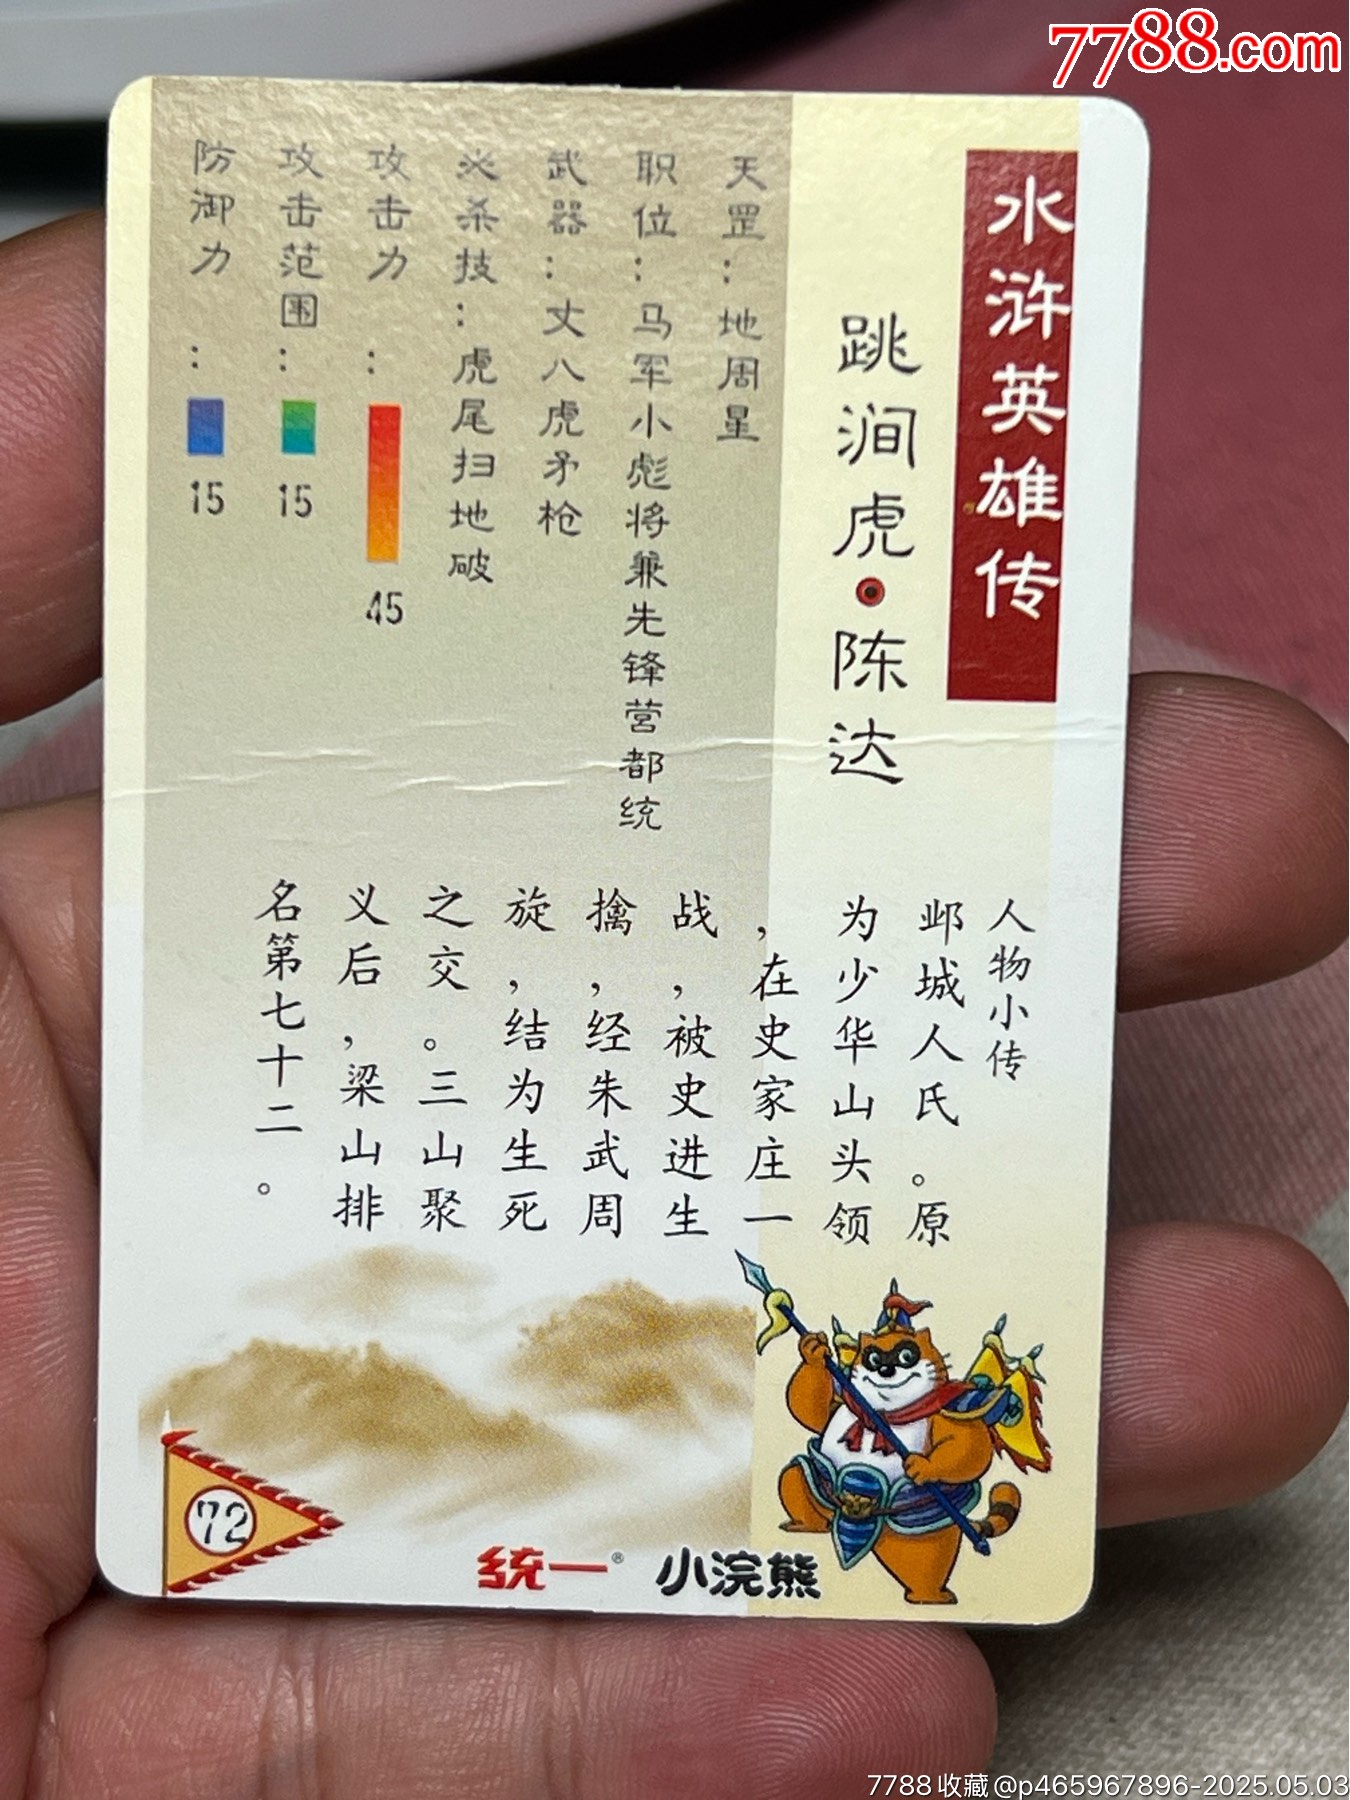 7788.com
水浒英雄传
跳涧虎·陈达
天罡：地周星
职位：马军小彪将兼先锋营都统
武器：丈八虎矛枪
必杀技：虎尾扫地破
攻击力：45
攻击范围：15
防御力：15
人物小传
邺城人氏。原
为少华山头领
，在史家庄一
战，被史进生
擒，经朱武周
旋，结为生死
之交。三山聚
义后，梁山排
名第七十二。
72
统一® 小浣熊
7788收藏@p465967896-2025.05.03